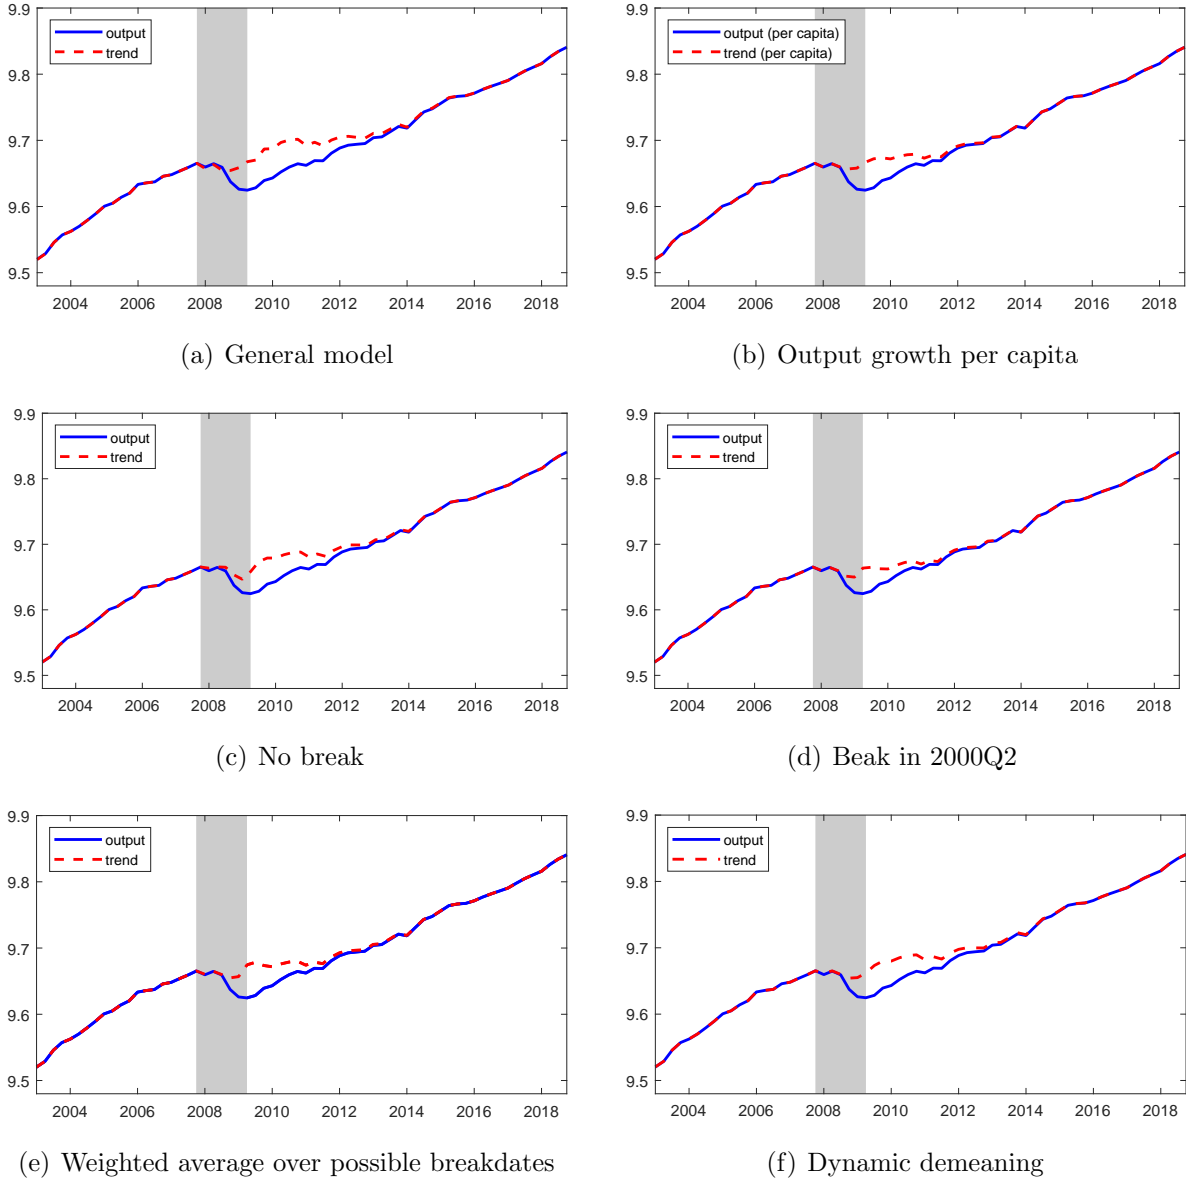 9.9
9.8
9.7
9.6
9.5
output
trend
2004 2006 2008 2010 2012 2014 2016 2018
(a) General model
9.9
9.8
9.7
9.6
9.5
output (per capita)
trend (per capita)
2004 2006 2008 2010 2012 2014 2016 2018
(b) Output growth per capita
9.9
9.8
9.7
9.6
9.5
output
trend
2004 2006 2008 2010 2012 2014 2016 2018
(c) No break
9.9
9.8
9.7
9.6
9.5
output
trend
2004 2006 2008 2010 2012 2014 2016 2018
(d) Beak in 2000Q2
9.9
9.8
9.7
9.6
9.5
output
trend
2004 2006 2008 2010 2012 2014 2016 2018
(e) Weighted average over possible breakdates
9.9
9.8
9.7
9.6
9.5
output
trend
2004 2006 2008 2010 2012 2014 2016 2018
(f) Dynamic demeaning